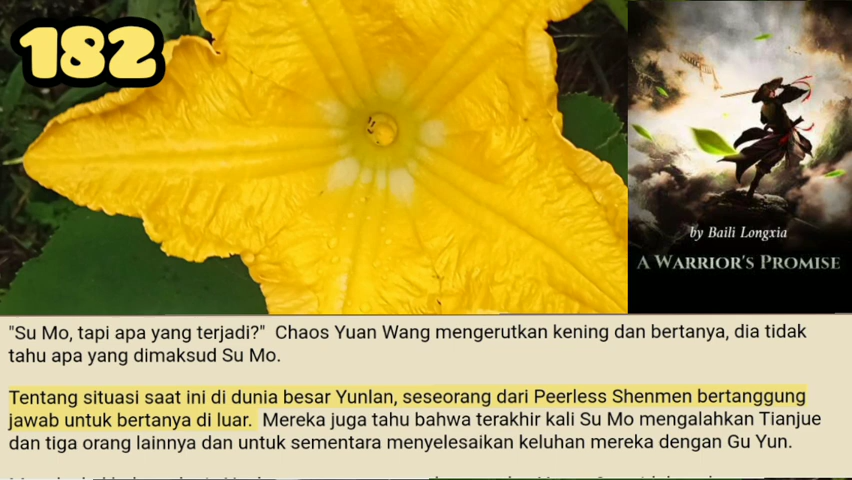 182
by Baili Longxia
A WARRIOR'S PROMISE
"Su Mo, tapi apa yang terjadi?" Chaos Yuan Wang mengerutkan kening dan bertanya, dia tidak
tahu apa yang dimaksud Su Mo.
Tentang situasi saat ini di dunia besar Yunlan, seseorang dari Peerless Shenmen bertanggung
jawab untuk bertanya di luar. Mereka juga tahu bahwa terakhir kali Su Mo mengalahkan Tianjue
dan tiga orang lainnya dan untuk sementara menyelesaikan keluhan mereka dengan Gu Yun.